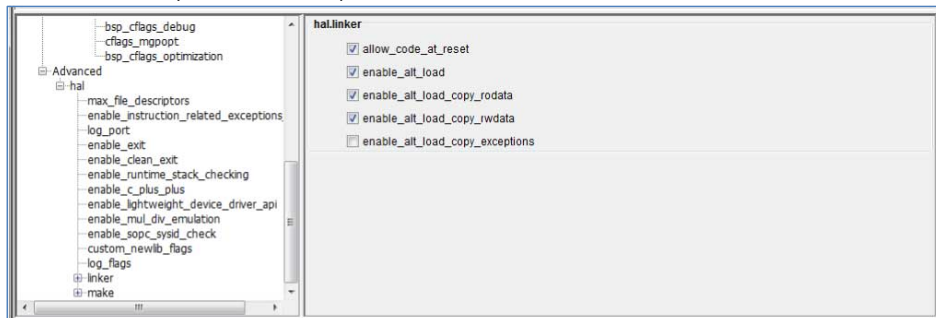 bsp_cflags_debug
cflags_mgpopt
bsp_cflags_optimization
Advanced
hal
max_file_descriptors
enable_instruction_related_exceptions_
log_port
enable_exit
enable_clean_exit
enable_runtime_stack_checking
enable_c_plus_plus
enable_lightweight_device_driver_api
enable_mul_div_emulation
enable_sopc_sysid_check
custom_newlib_flags
log_flags
linker
make
hal.linker
allow_code_at_reset
enable_alt_load
enable_alt_load_copy_rodata
enable_alt_load_copy_rwdata
enable_alt_load_copy_exceptions